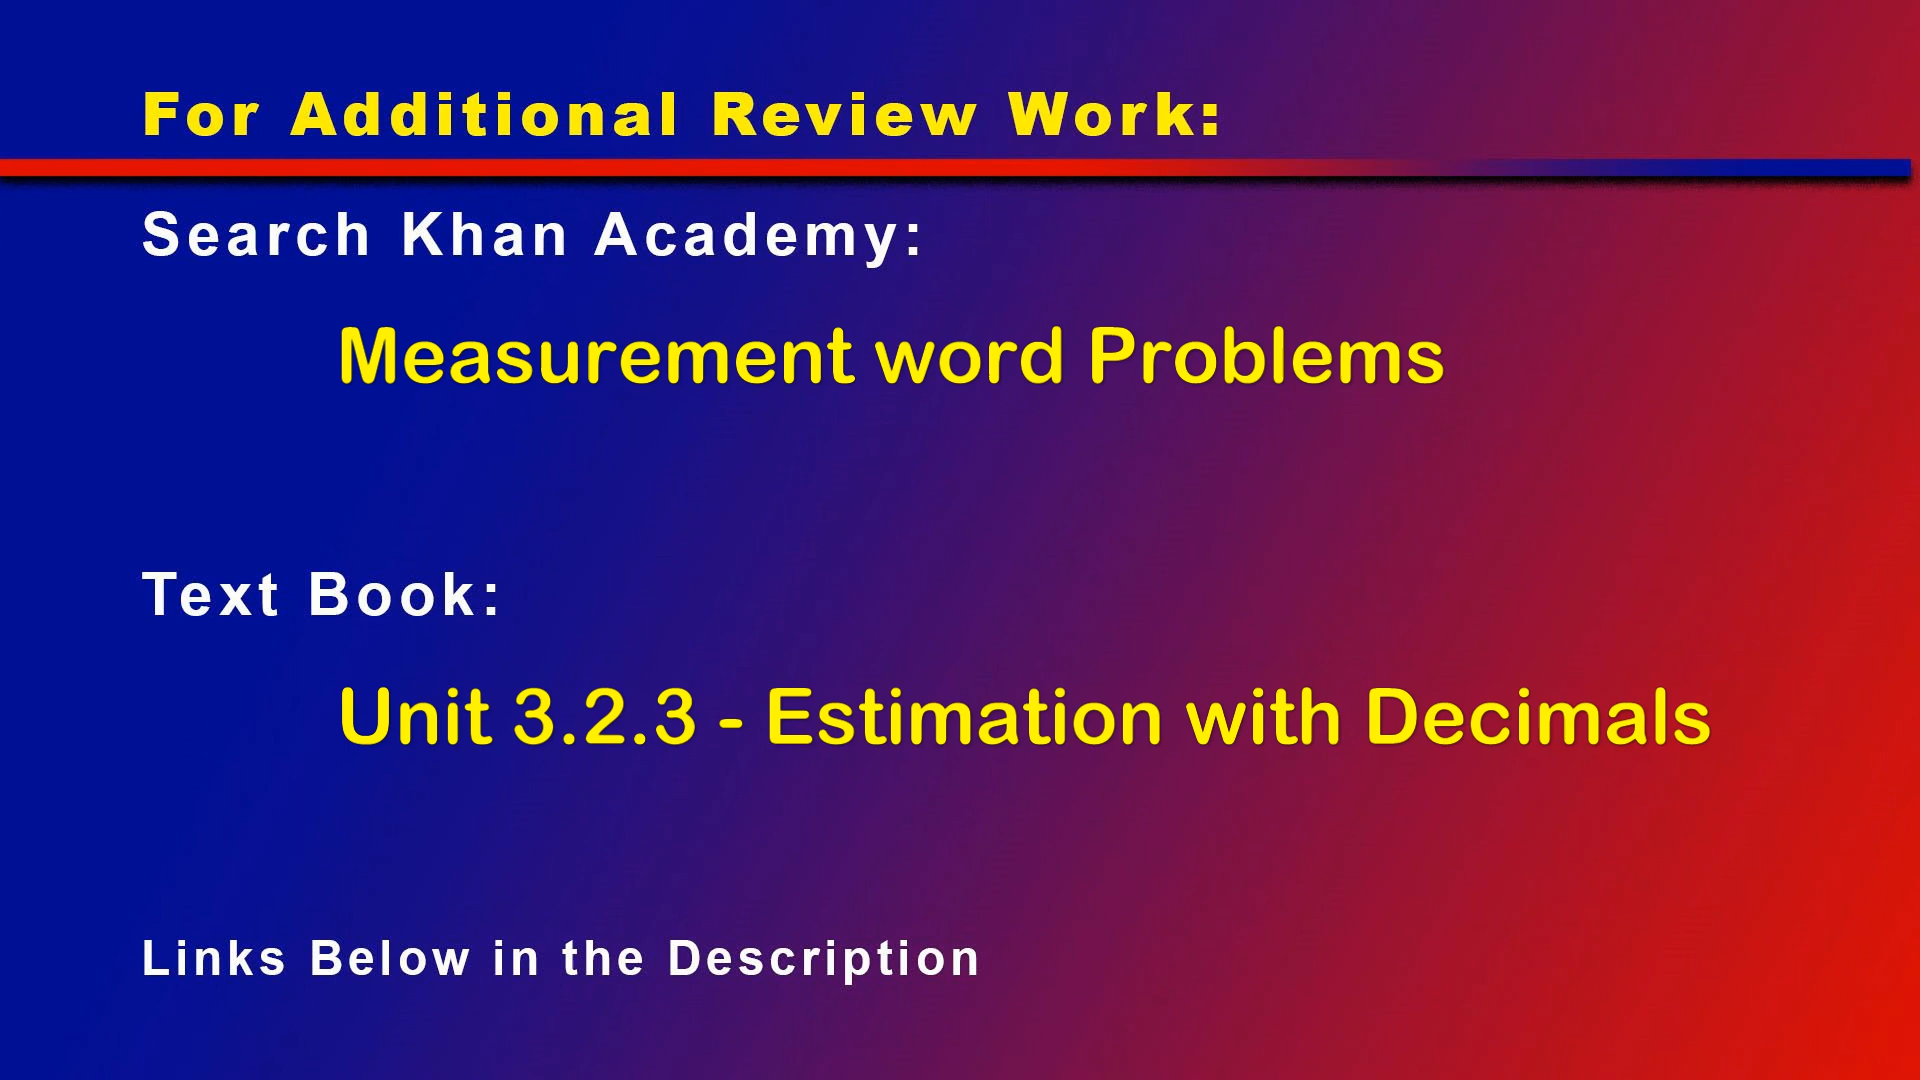 For Additional Review Work:
Search Khan Academy:
Measurement word Problems
Text Book:
Unit 3.2.3 - Estimation with Decimals
Links Below in the Description